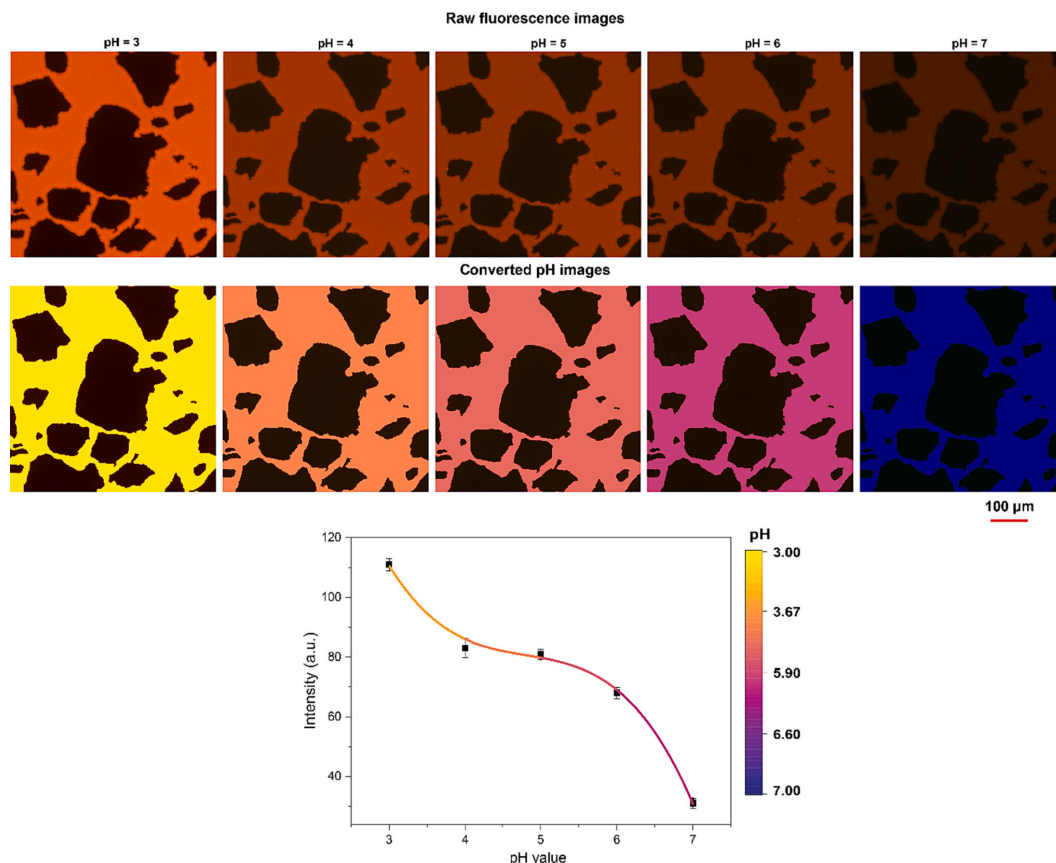 Raw fluorescence images
pH = 3 pH = 4 pH = 5 pH = 6 pH = 7
Converted pH images
100 µm
pH
120
100
80
60
40
Intensity (a.u.)
3 4 5 6 7
pH value
3.00
3.67
5.90
6.60
7.00